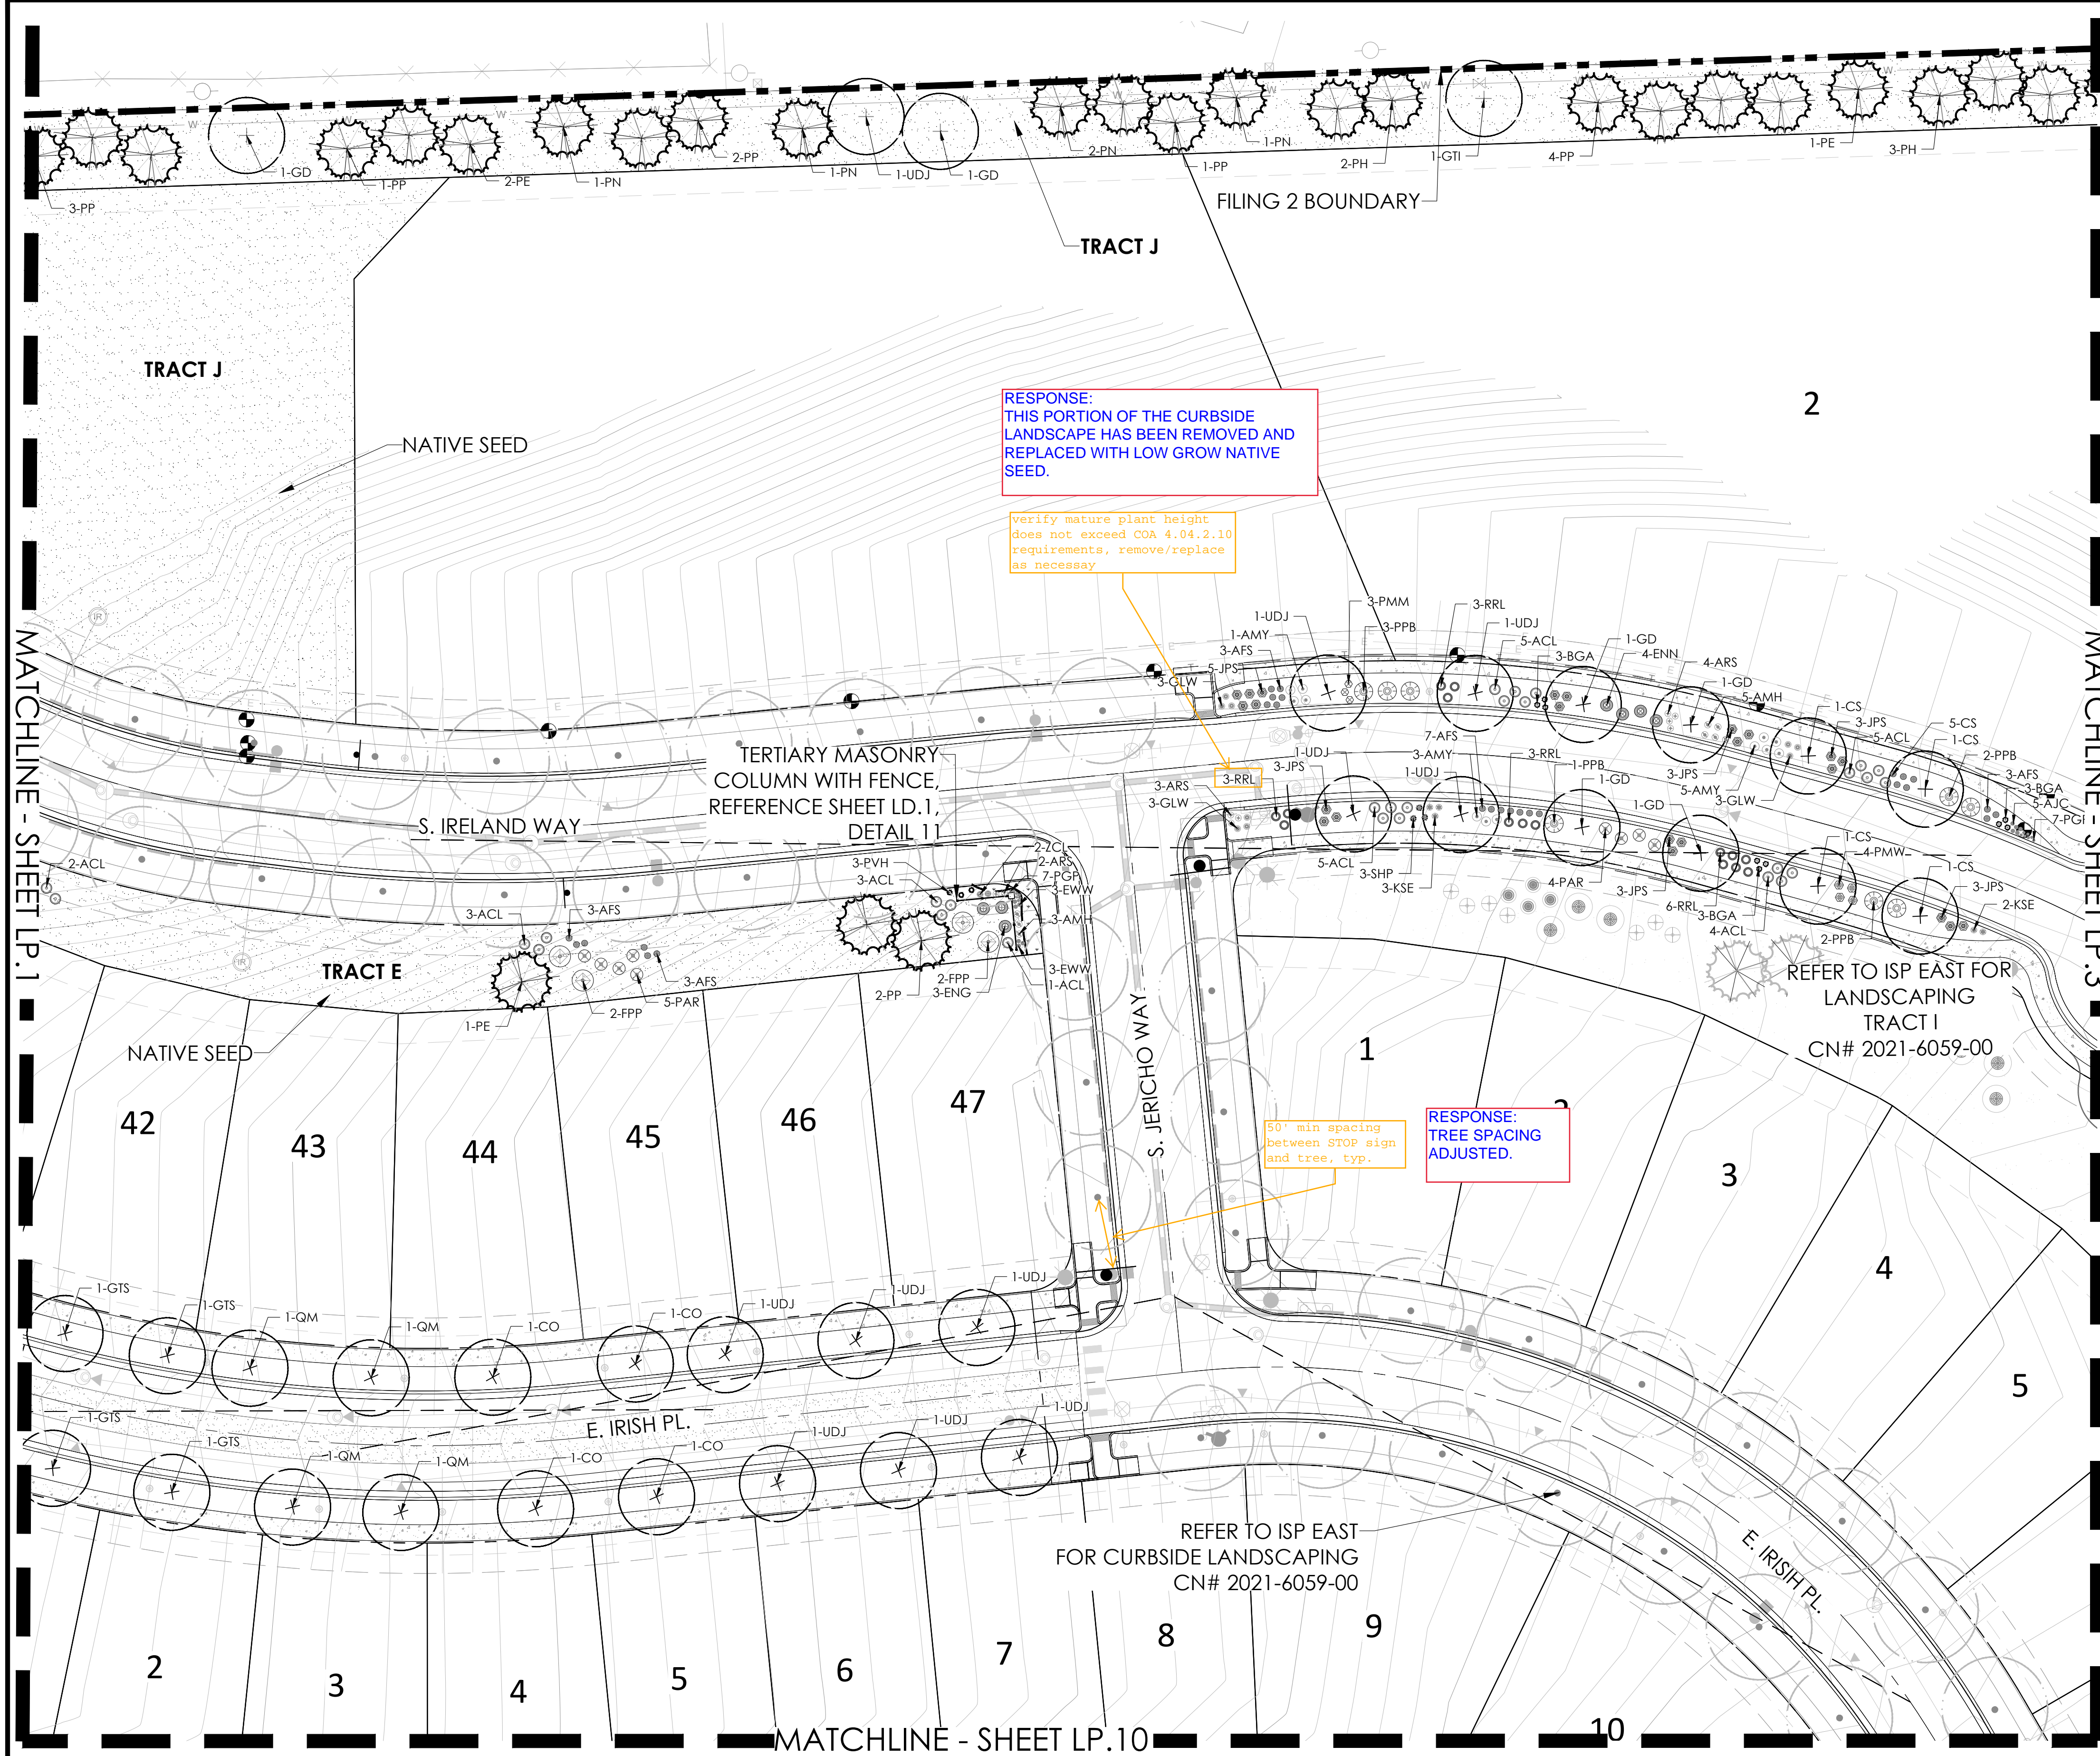 1-GD
1-PP
2-PE
1-PN
2-PP
1-PN
1-UDJ
1-GD
2-PN
1-PP
1-PN
2-PH
1-GTI
4-PP
1-PE
3-PH
3-PP
FILING 2 BOUNDARY
TRACT J
TRACT J
NATIVE SEED
2
RESPONSE:
THIS PORTION OF THE CURBSIDE
LANDSCAPE HAS BEEN REMOVED AND
REPLACED WITH LOW GROW NATIVE
SEED.
verify mature plant height
does not exceed COA 4.04.2.10
requirements, remove/replace
as necessay
MATCHLINE - SHEET LP.1
MATCHLINE - SHEET LP.3
3-PMM
1-UDJ
3-PPB
1-AMY
3-AFS
5-JPS
3-GLW
3-RRL
1-UDJ
5-ACL
3-BGA
1-GD
4-ENN
4-ARS
1-GD
5-AMH
1-CS
3-JPS
5-ACL
5-CS
1-CS
2-PPB
3-AFS
3-BGA
5-AJC
7-PGF
3-JPS
5-AMY
3-GLW
7-AFS
3-AMY
1-UDJ
3-RRL
1-PPB
1-GD
1-GD
1-UDJ
3-JPS
3-RRL
3-ARS
3-GLW
5-ACL
3-SHP
3-KSE
4-PAR
3-JPS
6-RRL
3-BGA
4-ACL
1-CS
4-PMW
1-CS
3-JPS
2-KSE
2-PPB
TERTIARY MASONRY
COLUMN WITH FENCE,
REFERENCE SHEET LD.1,
DETAIL 11
S. IRELAND WAY
2-ACL
3-PVH
3-ACL
2-ARS
7-PGF
3-EWW
3-AMH
3-EWW
1-ACL
2-FPP
3-ENG
2-PP
3-ACL
3-AFS
3-AFS
5-PAR
2-FPP
1-PE
TRACT E
NATIVE SEED
REFER TO ISP EAST FOR
LANDSCAPING
TRACT I
CN# 2021-6059-00
S. JERICHO WAY
42
43
44
45
46
47
1
3
4
5
50' min spacing
between STOP sign
and tree, typ.
RESPONSE:
TREE SPACING
ADJUSTED.
1-GTS
1-GTS
1-QM
1-QM
1-CO
1-CO
1-UDJ
1-UDJ
1-UDJ
1-GTS
1-GTS
1-QM
1-QM
1-CO
1-CO
1-UDJ
1-UDJ
1-UDJ
E. IRISH PL.
REFER TO ISP EAST
FOR CURBSIDE LANDSCAPING
CN# 2021-6059-00
E. IRISIH PL.
2
3
4
5
6
7
8
9
10
MATCHLINE - SHEET LP.10